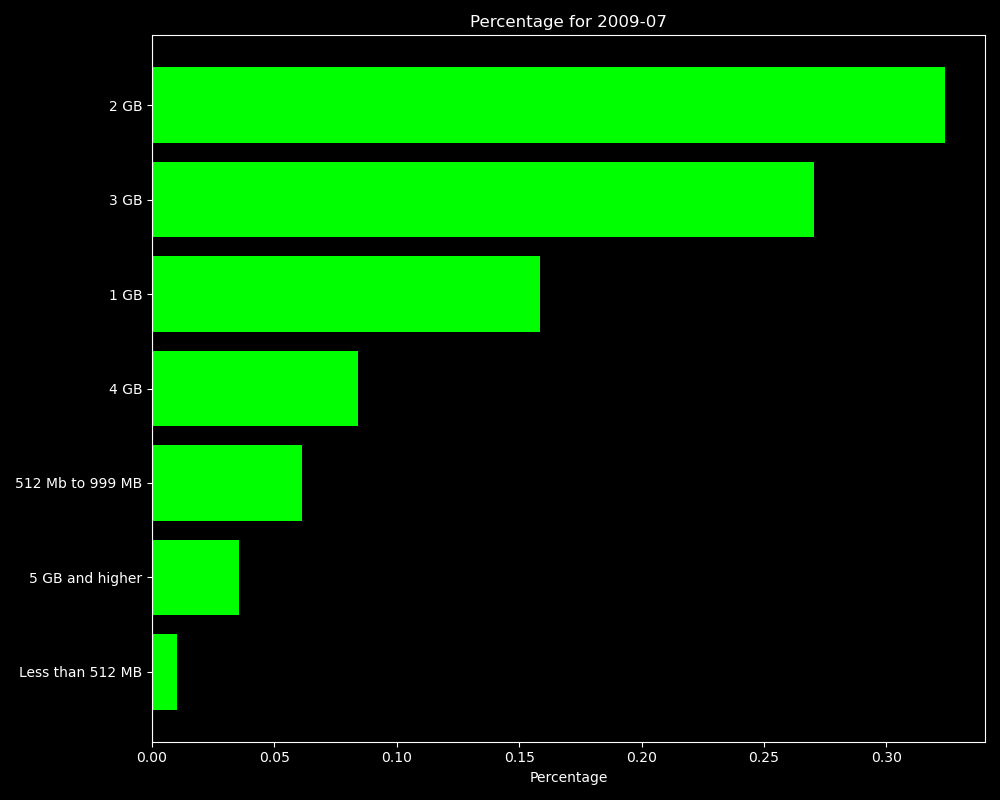 Percentage for 2009-07
2 GB
3 GB
1 GB
4 GB
512 Mb to 999 MB
5 GB and higher
Less than 512 MB
0.00 0.05 0.10 0.15 0.20 0.25 0.30
Percentage